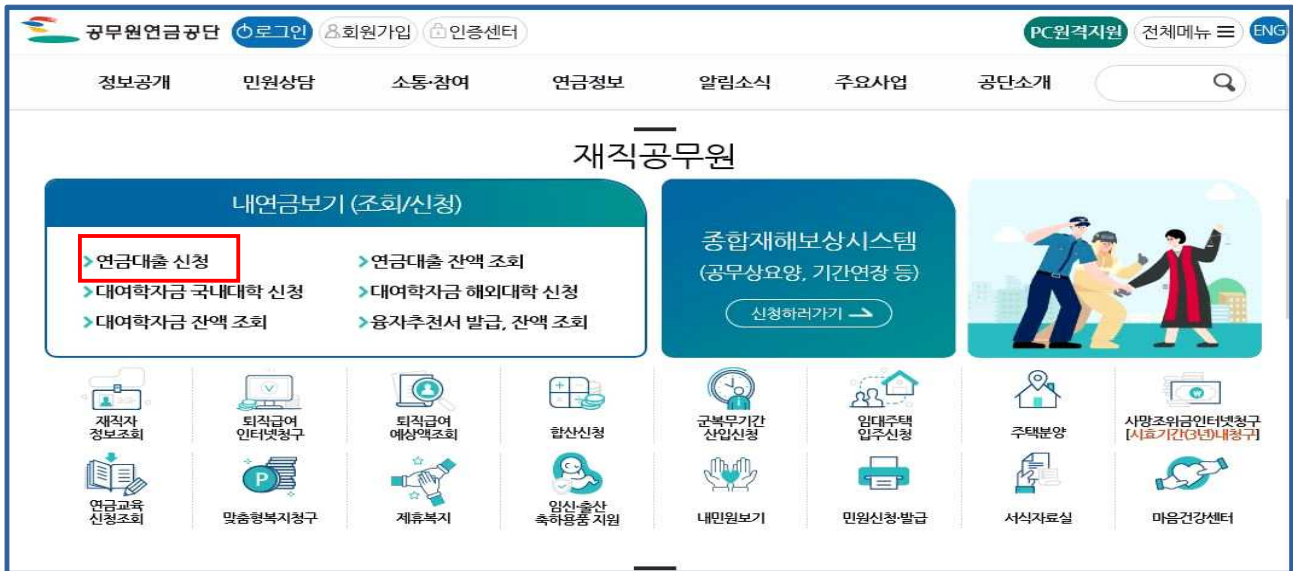 공무원연금공단 로그인 회원가입 인증센터 PC원격지원 전체메뉴 ENG
정보공개 민원상담 소통·참여 연금정보 알림소식 주요사업 공단소개
재직공무원
내연금보기 (조회/신청)
연금대출 신청
연금대출 잔액 조회
대여학자금 국내대학 신청
대여학자금 해외대학 신청
대여학자금 잔액 조회
융자추천서 발급, 잔액 조회
종합재해보상시스템
(공무상요양, 기간연장 등)
신청하러가기
재직자
정보조회
퇴직급여
인터넷청구
퇴직급여
예상액조회
합산신청
군복무기간
산입신청
임대주택
입주신청
주택분양
사망조위금인터넷청구
[시효기간(3년)내청구]
연금교육
신청조회
P
맞춤형복지청구
제휴복지
임신·출산
축하용품 지원
내민원보기
민원신청·발급
서식자료실
마음건강센터